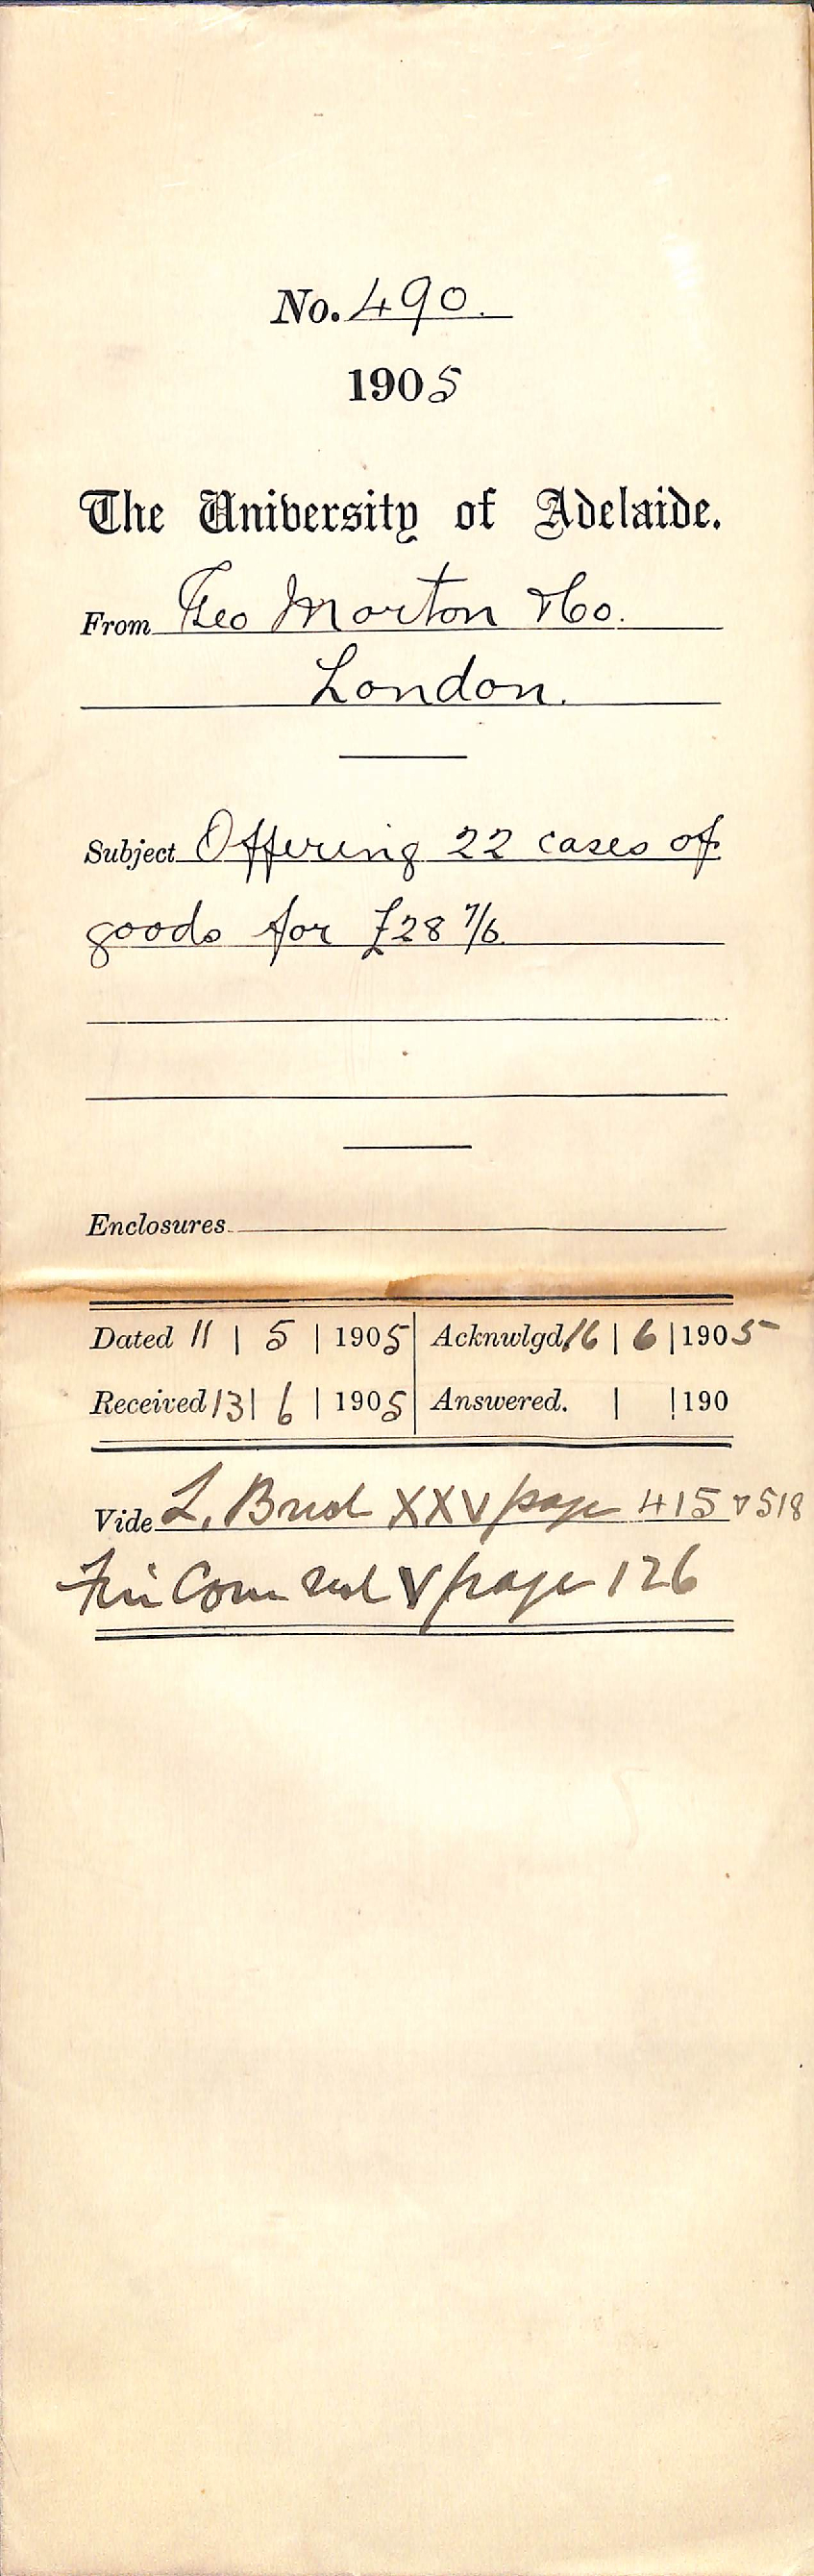 No. 490.
1905
The University of Adelaide.
From Geo Morton & Co.
London.
Subject Offering 22 cases of
goods for £28 7/6.
Enclosures
Dated 11 | 5 | 1905 Acknwlgd. 16 | 6 | 1905
Received 13 | 6 | 1905 Answered. | | 190
Vide L. B XXV page 415 & 518
Fin Com V page 126